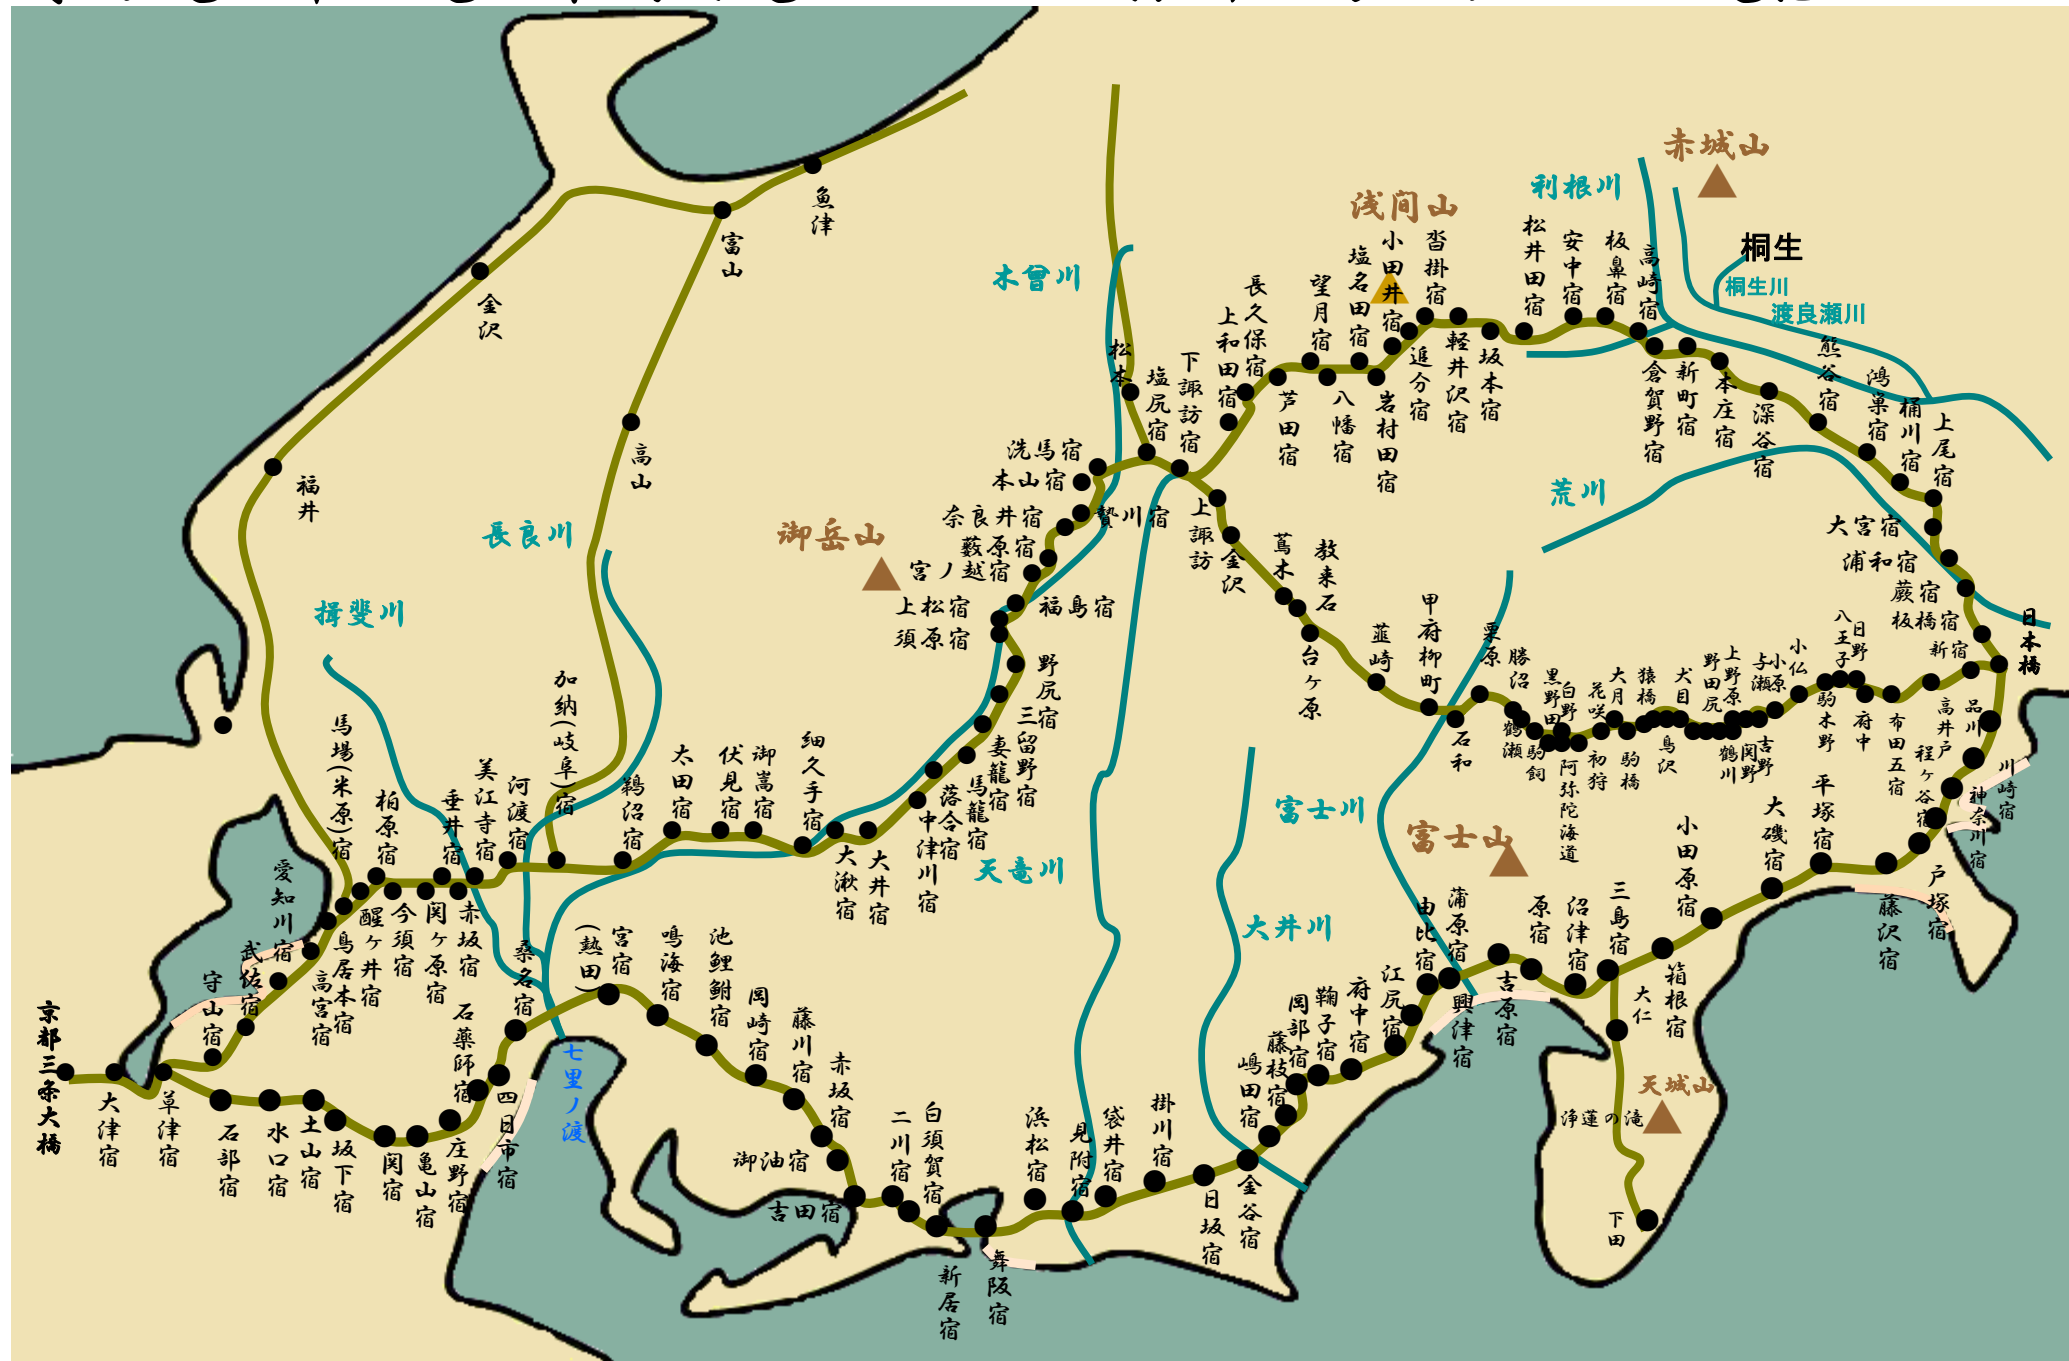 魚津
富山
金沢
高山
福井
長良川
揖斐川
御岳山
木曽川
松本
塩尻宿
下諏訪宿
上和田宿
長久保宿
芦田宿
望月宿
八幡宿
塩名田宿
岩村田宿
小田井宿
追分宿
沓掛宿
軽井沢宿
坂本宿
松井田宿
安中宿
板鼻宿
高崎宿
倉賀野宿
新町宿
本庄宿
深谷宿
熊谷宿
鴻巣宿
桶川宿
上尾宿
大宮宿
浦和宿
蕨宿
板橋宿
日本橋
浅间山
赤城山
利根川
桐生
桐生川
渡良瀬川
荒川
洗馬宿
本山宿
贄川宿
奈良井宿
藪原宿
宮ノ越宿
福島宿
上松宿
須原宿
野尻宿
三留野宿
妻龍宿
馬龍宿
落合宿
中津川宿
大井宿
大湫宿
細久手宿
御嵩宿
伏見宿
太田宿
鵜沼宿
加納(岐阜)宿
河渡宿
美江寺宿
赤坂宿
垂井宿
関ヶ原宿
今須宿
柏原宿
醒ヶ井宿
馬場(米原)宿
鳥居本宿
高宮宿
愛知川宿
武佐宿
守山宿
草津宿
大津宿
京都三条大橋
上諏訪
金沢
蔦木
教来石
台ヶ原
韮崎
甲府柳町
石和
栗原
勝沼
鶴瀬
駒飼
黒野田
白野
阿弥陀海道
花咲
初狩
大月
駒橋
猿橋
鳥沢
犬目
野田尻
鶴川
上野原
関野
与瀬
吉野
小原
小仏
駒木野
八王子
日野
府中
布田五宿
高井戸
新宿
品川
川崎宿
神奈川宿
程ヶ谷宿
戸塚宿
藤沢宿
平塚宿
大磯宿
小田原宿
箱根宿
三島宿
沼津宿
原宿
吉原宿
蒲原宿
由比宿
興津宿
江尻宿
府中宿
鞠子宿
岡部宿
藤枝宿
嶋田宿
金谷宿
日坂宿
掛川宿
袋井宿
見附宿
浜松宿
舞阪宿
新居宿
白須賀宿
二川宿
吉田宿
御油宿
赤坂宿
藤川宿
岡崎宿
池鯉鮒宿
鳴海宿
宮宿
(熱田)
桑名宿
七里ノ渡
四日市宿
石薬師宿
庄野宿
亀山宿
関宿
坂下宿
土山宿
水口宿
石部宿
天竜川
大井川
富士川
富士山
大仁
天城山
浄蓮の滝
下田